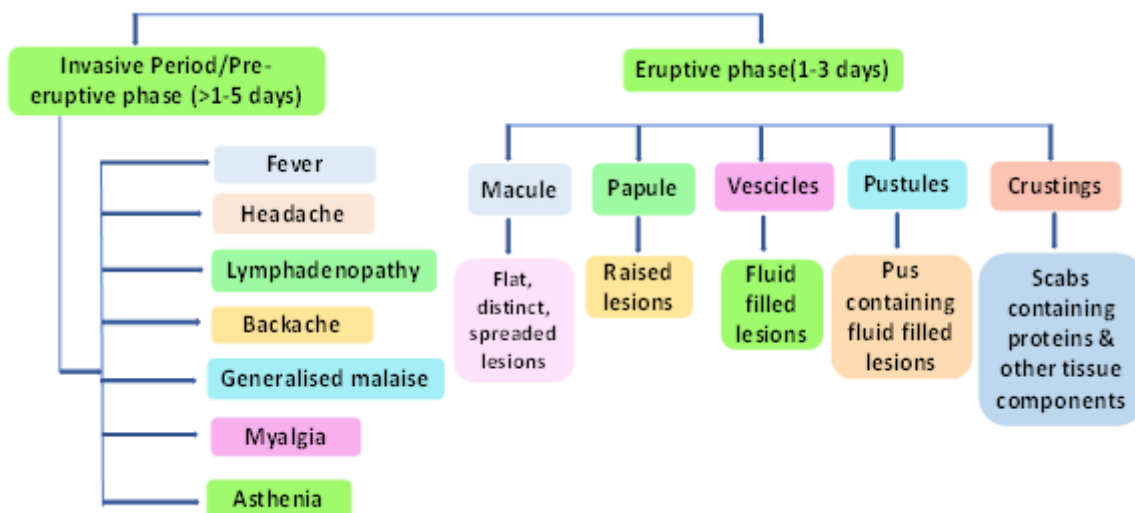 Invasive Period/Pre-
eruptive phase (>1-5 days)
Eruptive phase(1-3 days)
Fever
Headache
Lymphadenopathy
Backache
Generalised malaise
Myalgia
Asthenia
Macule
Papule
Vescicles
Pustules
Crustings
Flat,
distinct,
spreaded
lesions
Raised
lesions
Fluid
filled
lesions
Pus
containing
fluid filled
lesions
Scabs
containing
proteins &
other tissue
components